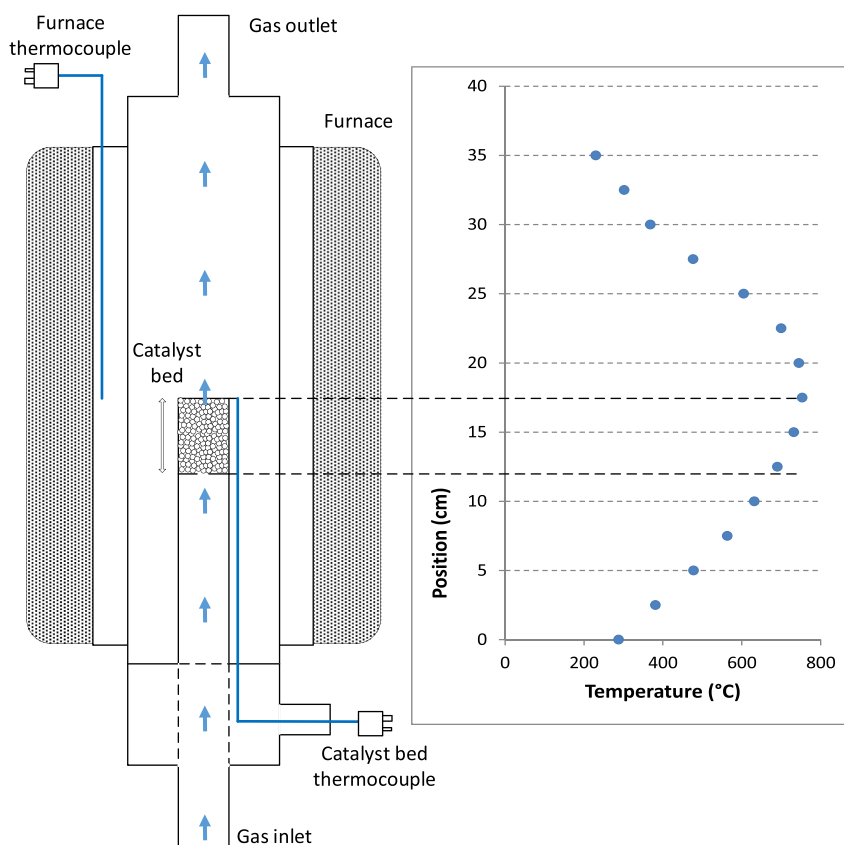 Furnace
thermocouple
Gas outlet
Furnace
Catalyst
bed
Catalyst bed
thermocouple
Gas inlet
40
35
30
25
20
15
10
5
0
Position (cm)
0 200 400 600 800
Temperature (°C)